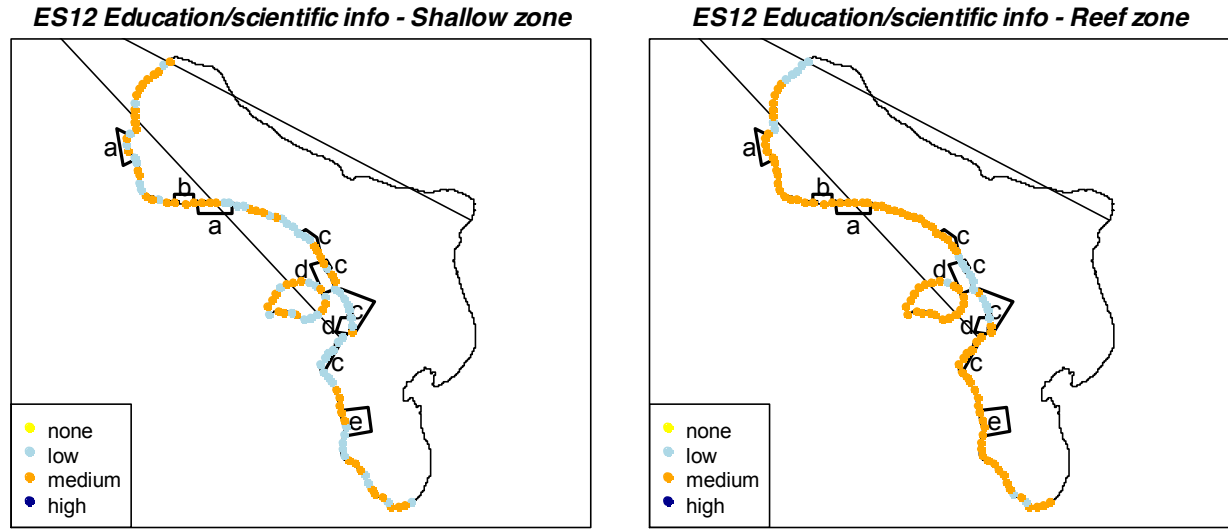 ES12 Education/scientific info - Shallow zone
a
b
a
c
c
d
c
d
c
e
none
low
medium
high
ES12 Education/scientific info - Reef zone
a
b
a
c
c
d
c
d
c
e
none
low
medium
high